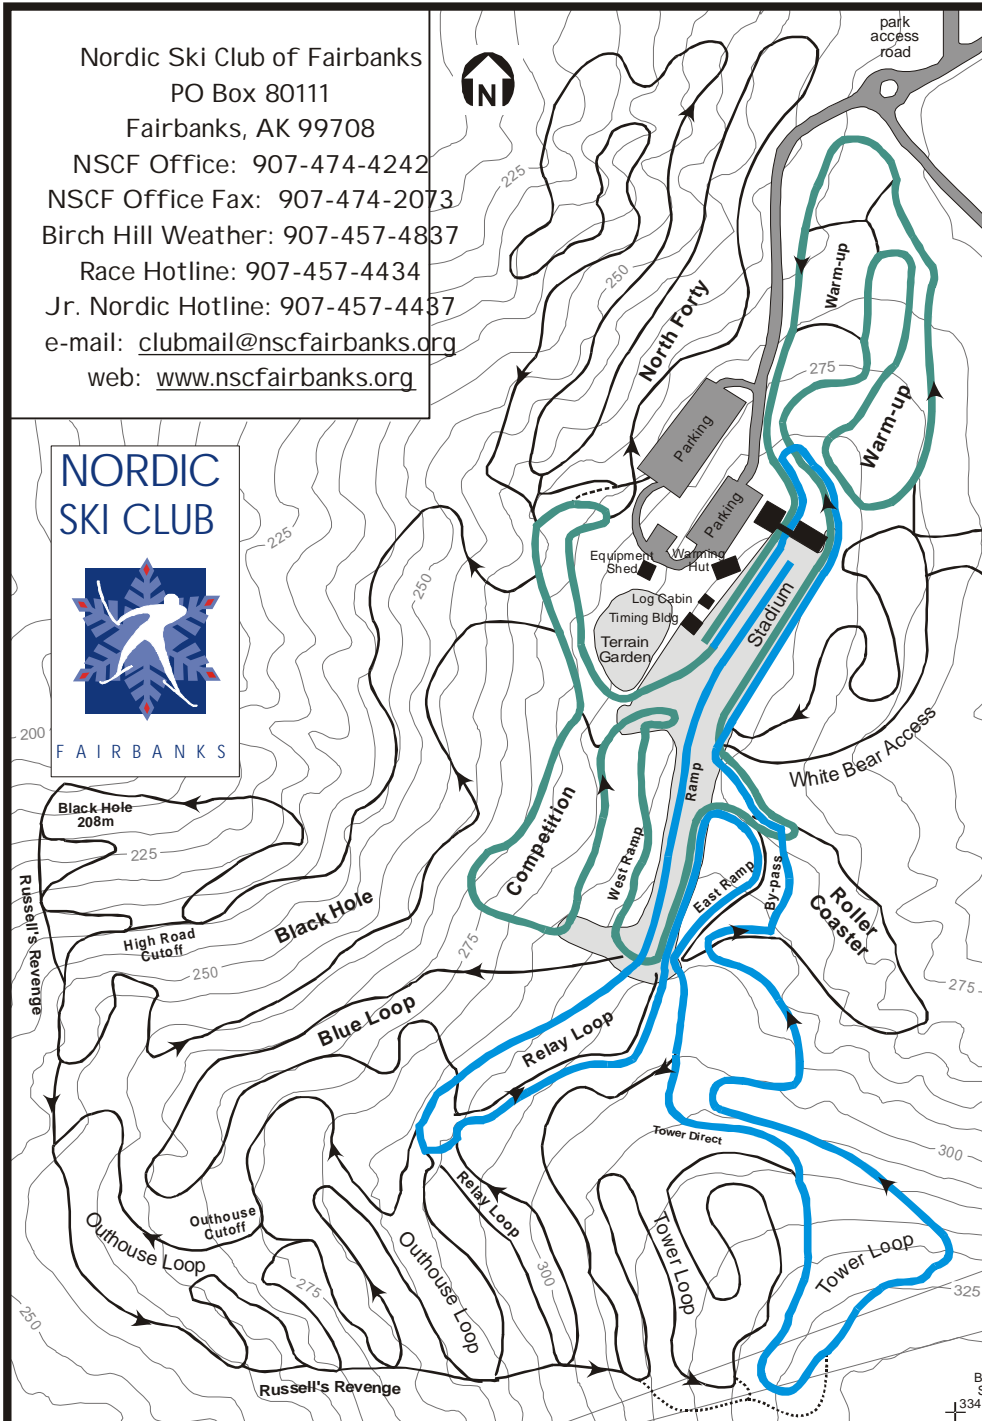 Nordic Ski Club of Fairbanks
PO Box 80111
Fairbanks, AK 99708
NSCF Office: 907-474-4242
NSCF Office Fax: 907-474-2073
Birch Hill Weather: 907-457-4837
Race Hotline: 907-457-4434
Jr. Nordic Hotline: 907-457-4437
e-mail: clubmail@nscfairbanks.org
web: www.nscfairbanks.org
N
park
access
road
225
250
North Forty
Warm-up
275
Warm-up
Parking
Parking
NORDIC
SKI CLUB
FAIRBANKS
225
250
Equipment
Shed
Warming
Hut
Log Cabin
Timing Bldg
Terrain
Garden
Stadium
200
White Bear Access
Ramp
Black Hole
208m
225
Competition
West Ramp
East Ramp
By-pass
Roller
Coaster
Russell's Revenge
High Road
Cutoff
Black Hole
250
275
275
Blue Loop
Relay Loop
Tower Direct
300
Relay Loop
Outhouse
Cutoff
Outhouse Loop
Outhouse Loop
Tower Loop
Tower Loop
300
275
325
250
Russell's Revenge
B
S
334